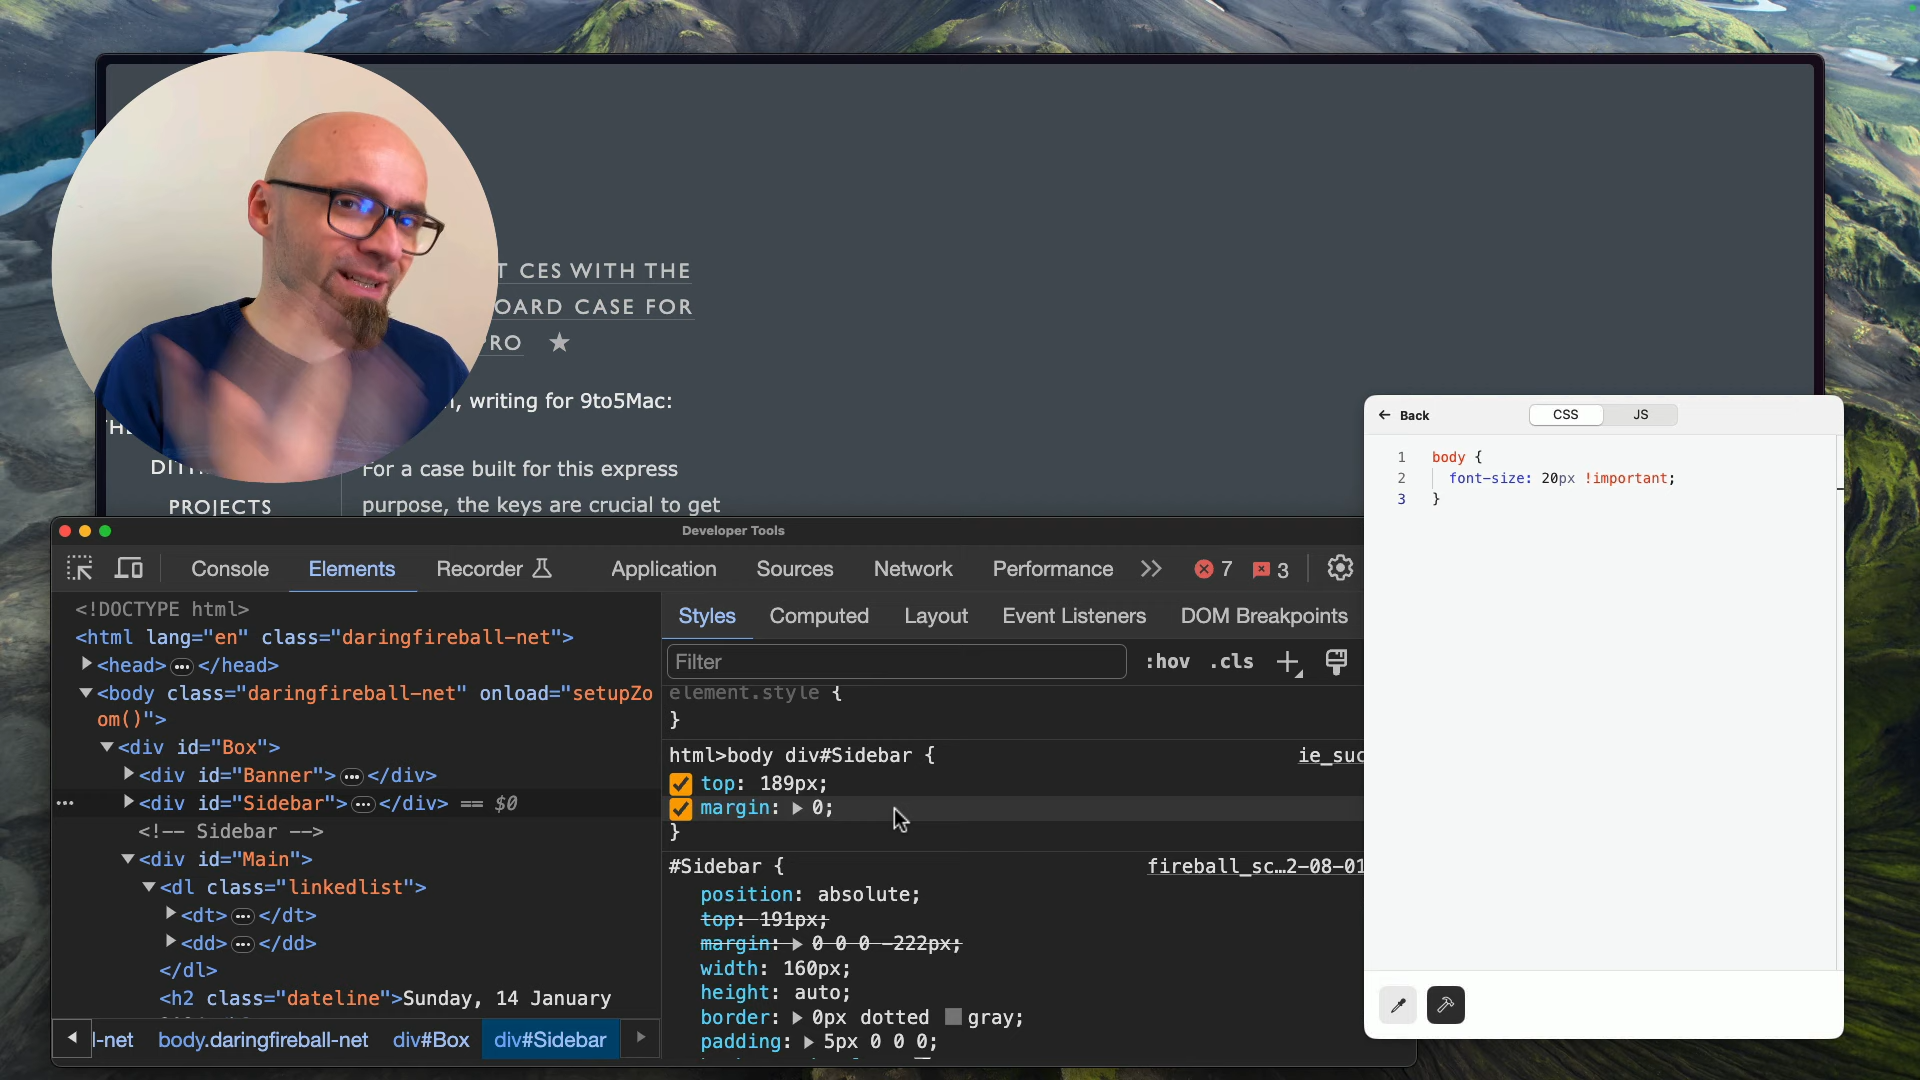 T CES WITH THE
OARD CASE FOR
PRO ★
, writing for 9to5Mac:
For a case built for this express
purpose, the keys are crucial to get
PROJECTS
← Back
CSS
JS
1 body {
2 font-size: 20px !important;
3 }
Developer Tools
Console
Elements
Recorder
Application
Sources
Network
Performance
7
3
<!DOCTYPE html>
<html lang="en" class="daringfireball-net">
<head> ••• </head>
<body class="daringfireball-net" onload="setupZo
om()">
<div id="Box">
<div id="Banner"> ••• </div>
<div id="Sidebar"> ••• </div> == $0
<!-- Sidebar -->
<div id="Main">
<dl class="linkedlist">
<dt> ••• </dt>
<dd> ••• </dd>
</dl>
<h2 class="dateline">Sunday, 14 January
l-net
body.daringfireball-net
div#Box
div#Sidebar
Styles
Computed
Layout
Event Listeners
DOM Breakpoints
Filter
:hov
.cls
element.style {
}
html>body div#Sidebar {
ie_suc
top: 189px;
margin: 0;
}
#Sidebar {
fireball_sc…2-08-01
position: absolute;
top: 191px;
margin: 0 0 0 -222px;
width: 160px;
height: auto;
border: 0px dotted gray;
padding: 5px 0 0 0;